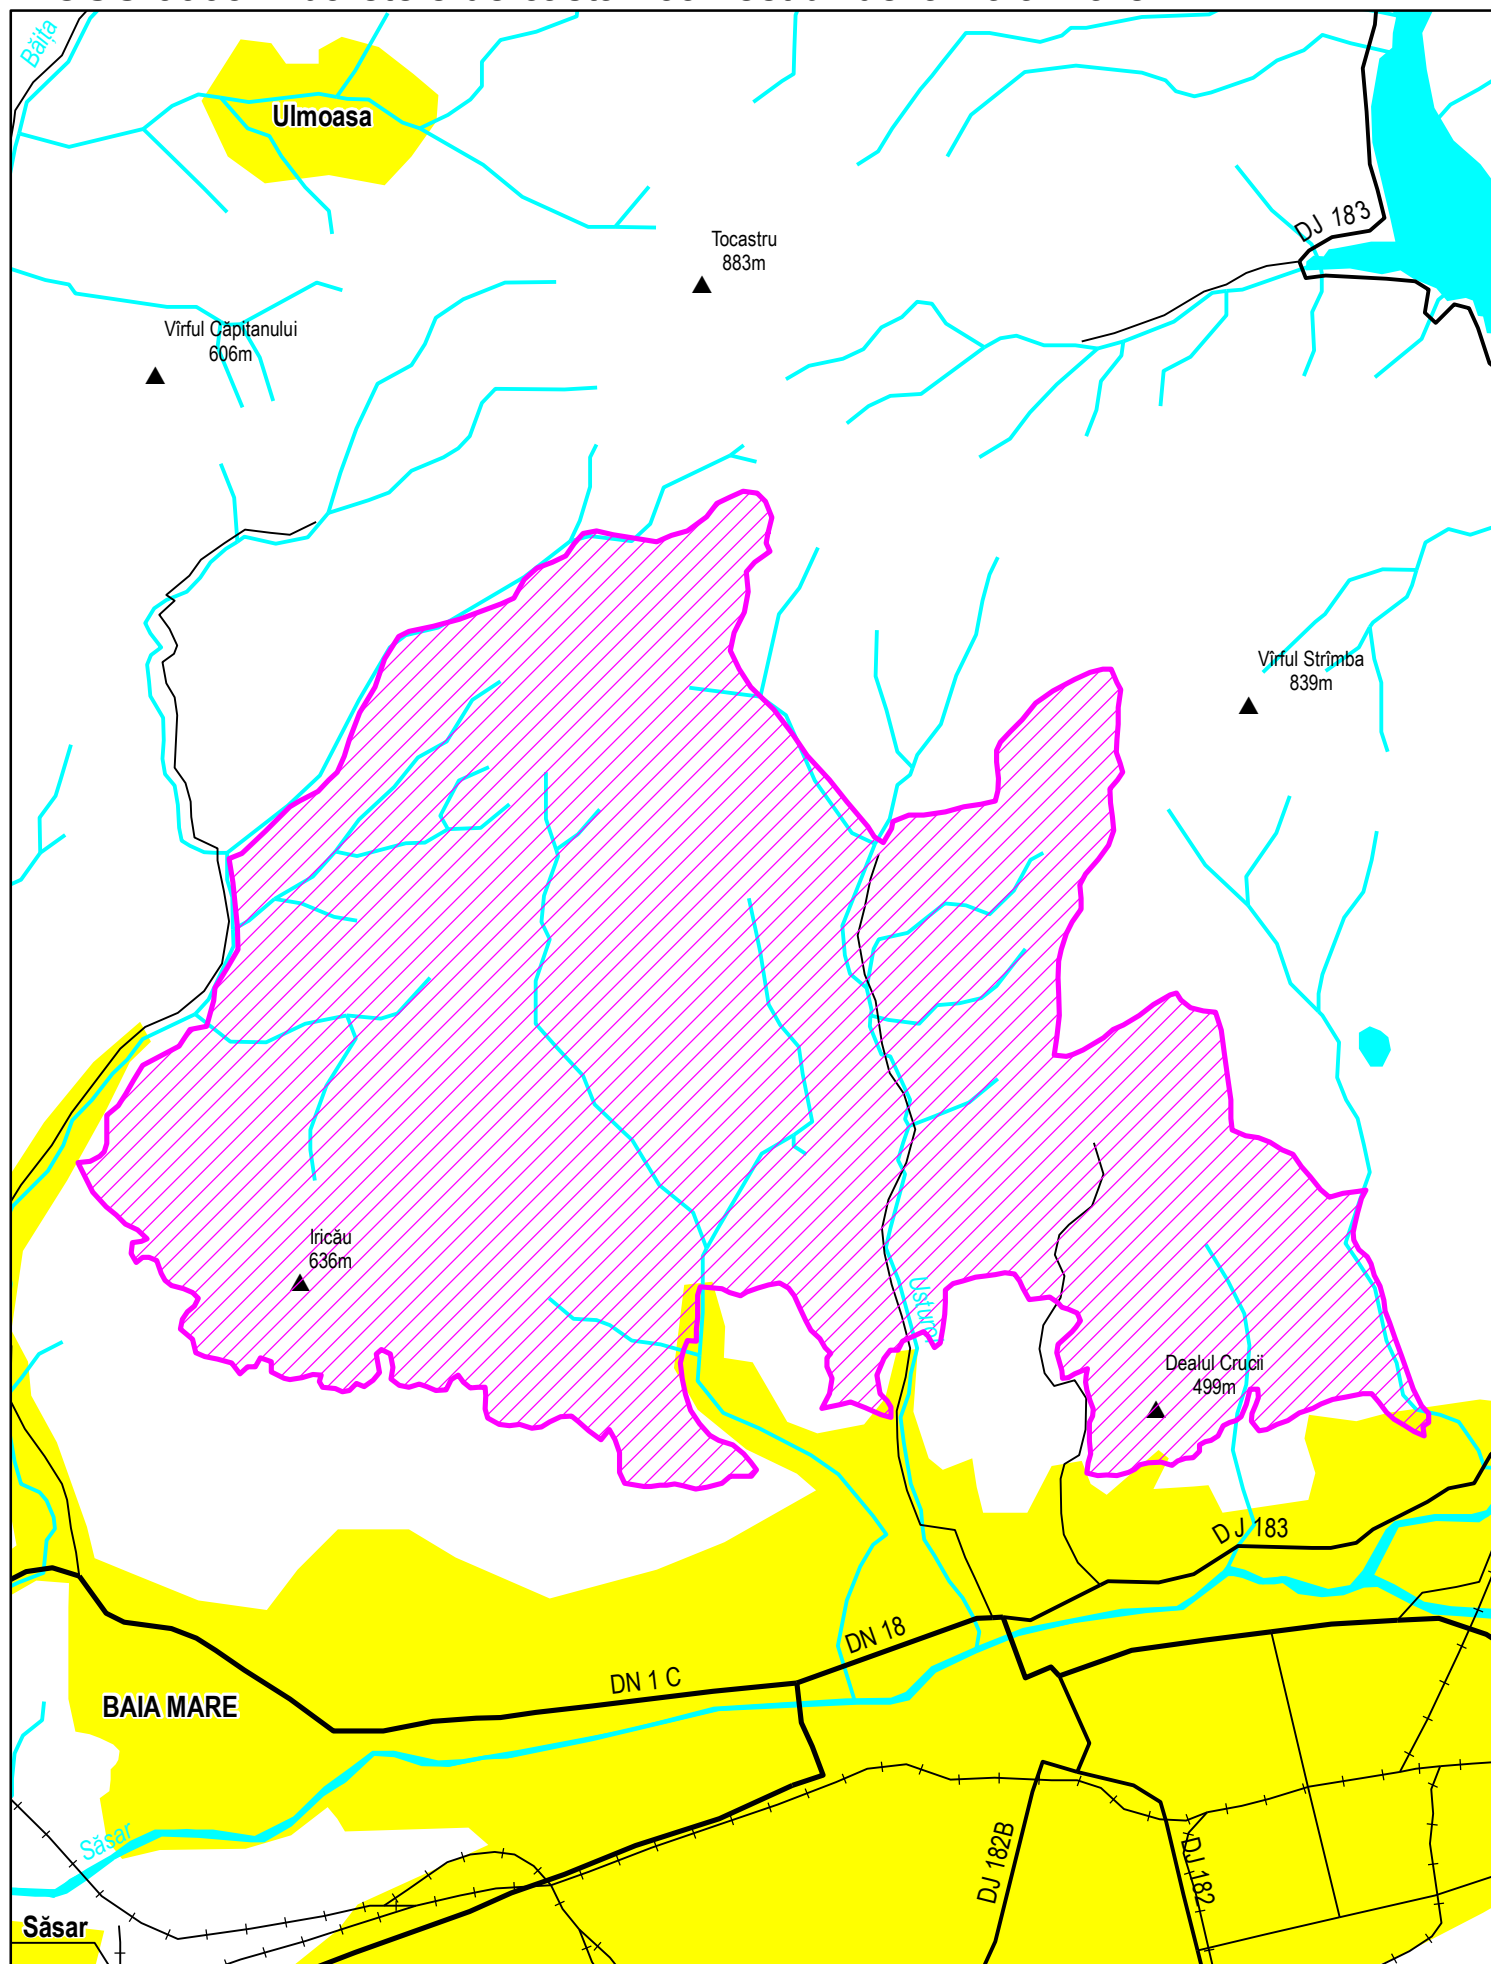 Băița
Ulmoasa
DJ 183
Tocastru
883m
Vîrful Căpitanului
606m
Vîrful Strîmba
839m
Iricău
636m
Usturoi
Dealul Crucii
499m
DJ 183
DN 18
DN 1 C
BAIA MARE
Săsar
DJ 182B
DJ 182
Săsar